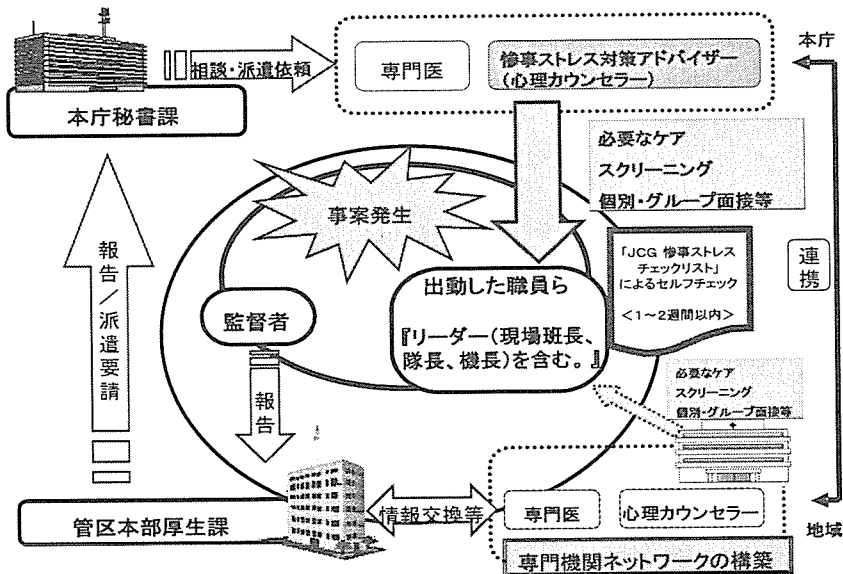 相談・派遣依頼
専門医
惨事ストレス対策アドバイザー
(心理カウンセラー)
本庁
本庁秘書課
必要なケア
スクリーニング
個別・グループ面接等
事案発生
「JCG 惨事ストレス
チェックリスト」
によるセルフチェック
<1~2週間以内>
連携
報告/派遣要請
監督者
出動した職員ら
『リーダー(現場班長、
隊長、機長)を含む。』
報告
必要なケア
スクリーニング
個別・グループ面接等
管区本部厚生課
情報交換等
専門医
心理カウンセラー
地域
専門機関ネットワークの構築